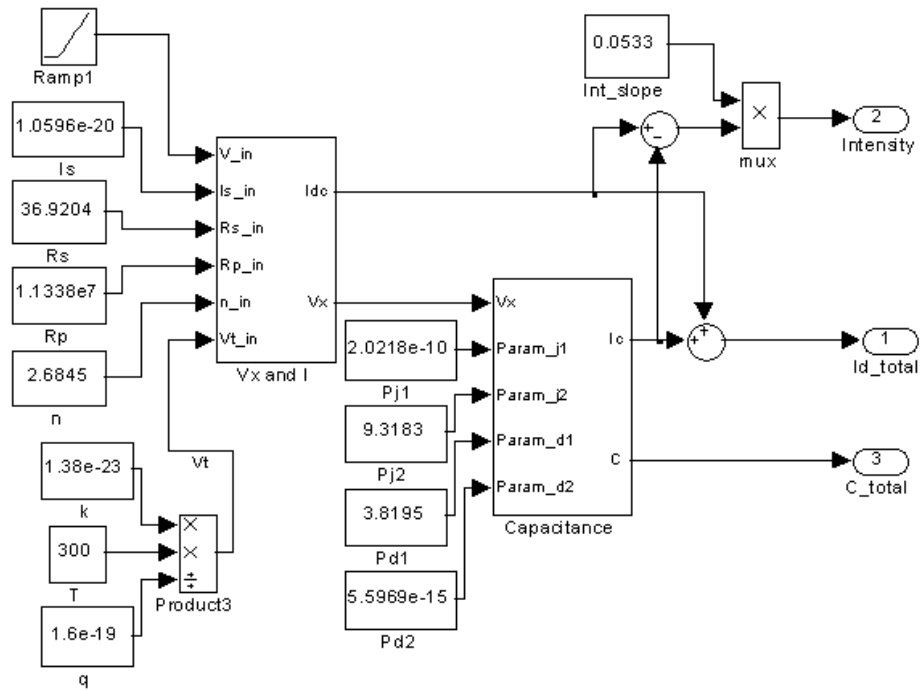 Ramp1
1.0596e-20
Is
36.9204
Rs
1.1338e7
Rp
2.6845
n
1.38e-23
k
300
T
1.6e-19
q
×
×
÷
Product3
Vt
V_in
Is_in
Rs_in
Rp_in
n_in
Vt_in
Idc
Vx
Vx and I
2.0218e-10
Pj1
9.3183
Pj2
3.8195
Pd1
5.5969e-15
Pd2
Vx
Param_j1
Param_j2
Param_d1
Param_d2
Ic
C
Capacitance
0.0533
Int_slope
+
−
×
mux
2
Intensity
+
+
1
Id_total
3
C_total